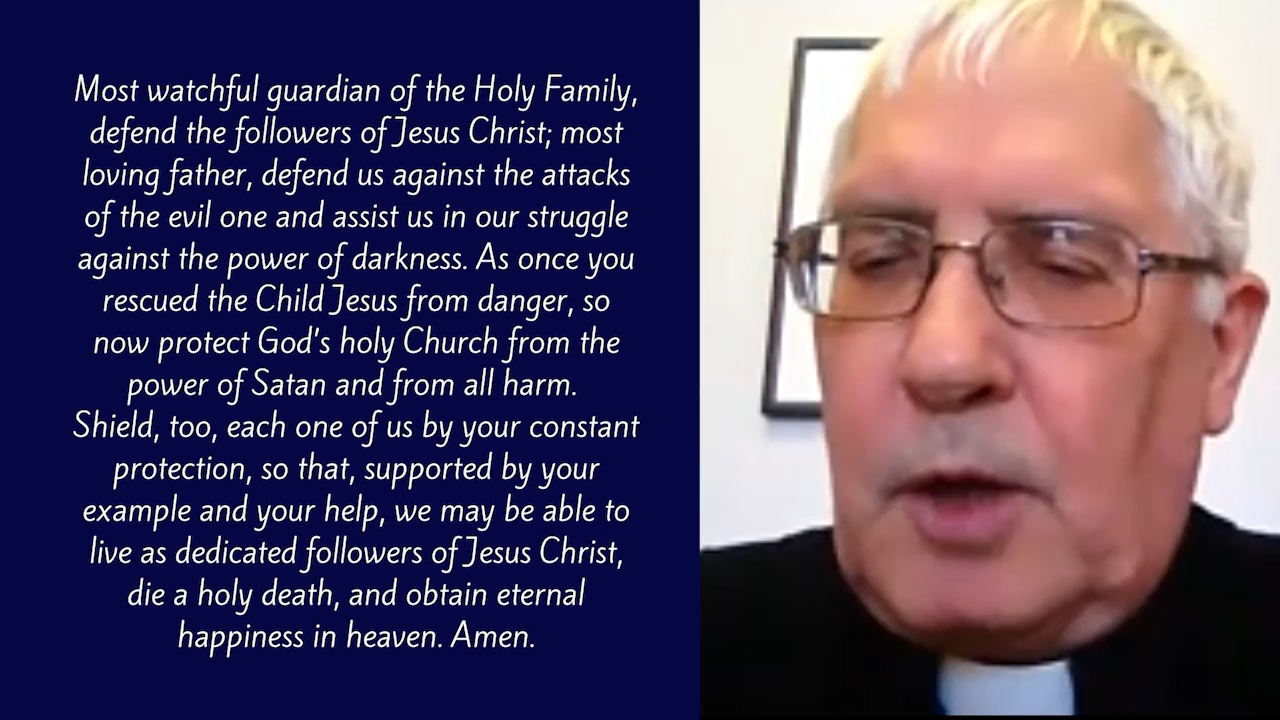 Most watchful guardian of the Holy Family,
defend the followers of Jesus Christ; most
loving father, defend us against the attacks
of the evil one and assist us in our struggle
against the power of darkness. As once you
rescued the Child Jesus from danger, so
now protect God's holy Church from the
power of Satan and from all harm.
Shield, too, each one of us by your constant
protection, so that, supported by your
example and your help, we may be able to
live as dedicated followers of Jesus Christ,
die a holy death, and obtain eternal
happiness in heaven. Amen.